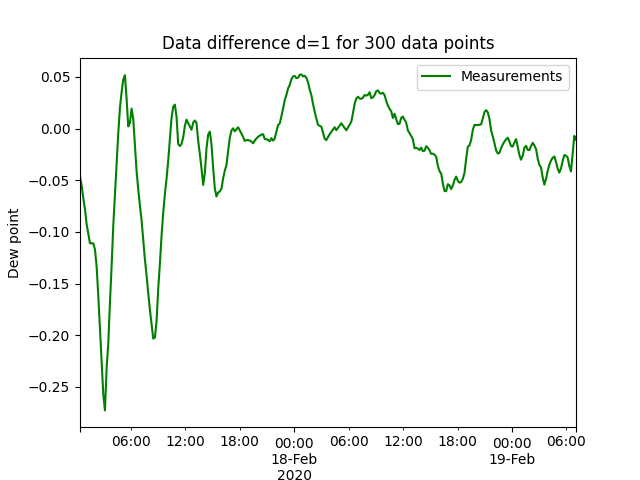 Data difference d=1 for 300 data points
Measurements
0.05
0.00
−0.05
−0.10
−0.15
−0.20
−0.25
Dew point
06:00 12:00 18:00 00:00 06:00 12:00 18:00 00:00 06:00
18-Feb 19-Feb
2020